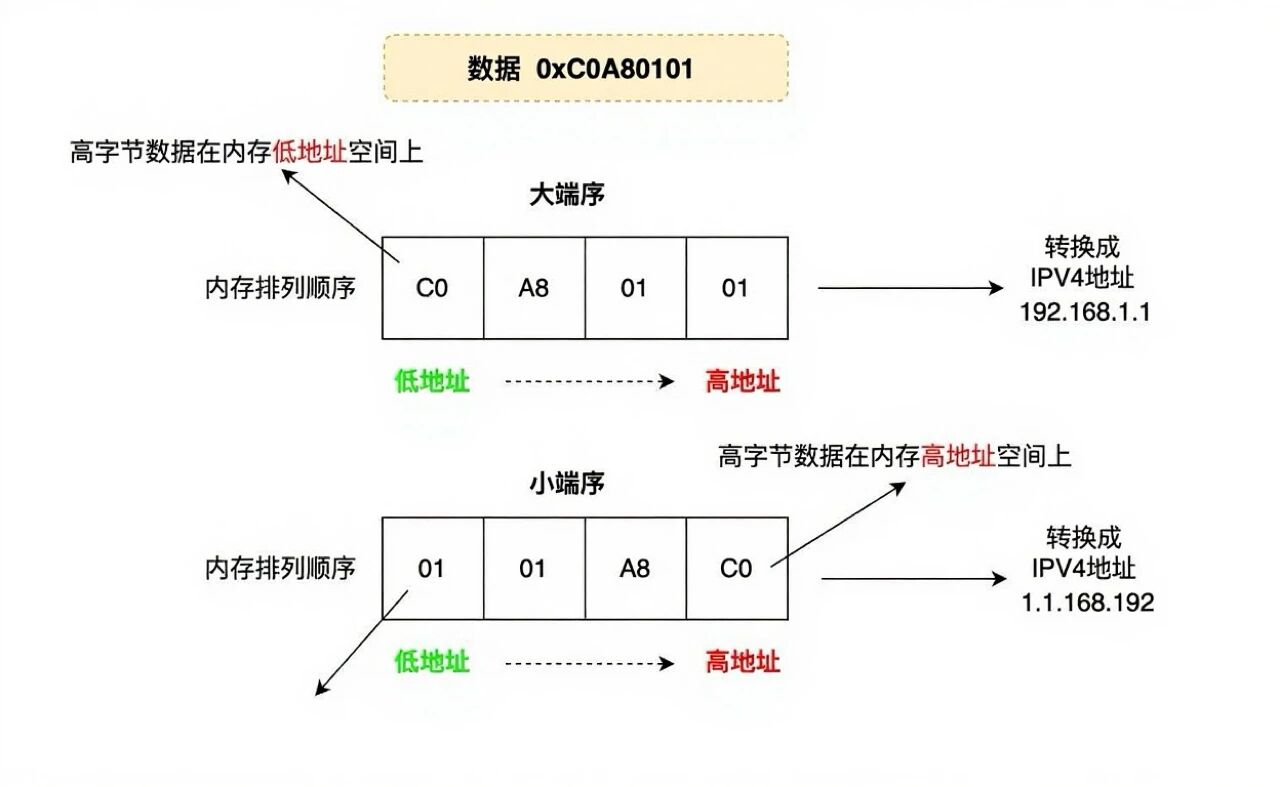 数据 0xC0A80101
高字节数据在内存低地址空间上
大端序
内存排列顺序 C0 A8 01 01
转换成
IPV4地址
192.168.1.1
低地址 高地址
高字节数据在内存高地址空间上
小端序
内存排列顺序 01 01 A8 C0
转换成
IPV4地址
1.1.168.192
低地址 高地址